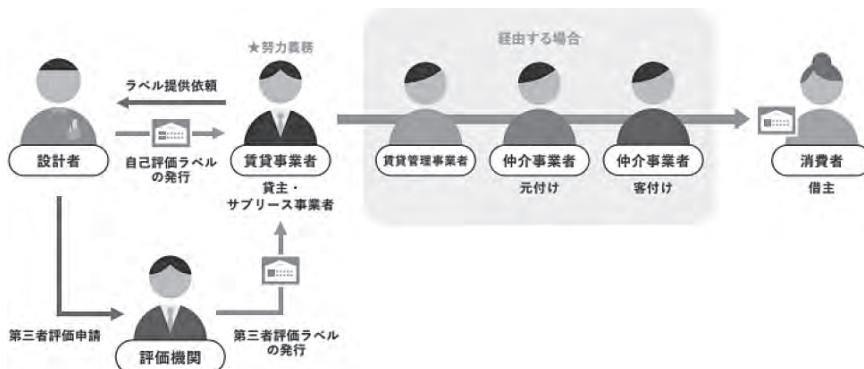 ★努力義務
経由する場合
ラベル提供依頼
設計者
自己評価ラベル
の発行
賃貸事業者
貸主・
サブリース事業者
賃貸管理事業者
仲介事業者
元付け
仲介事業者
客付け
消費者
借主
第三者評価申請
評価機関
第三者評価ラベル
の発行